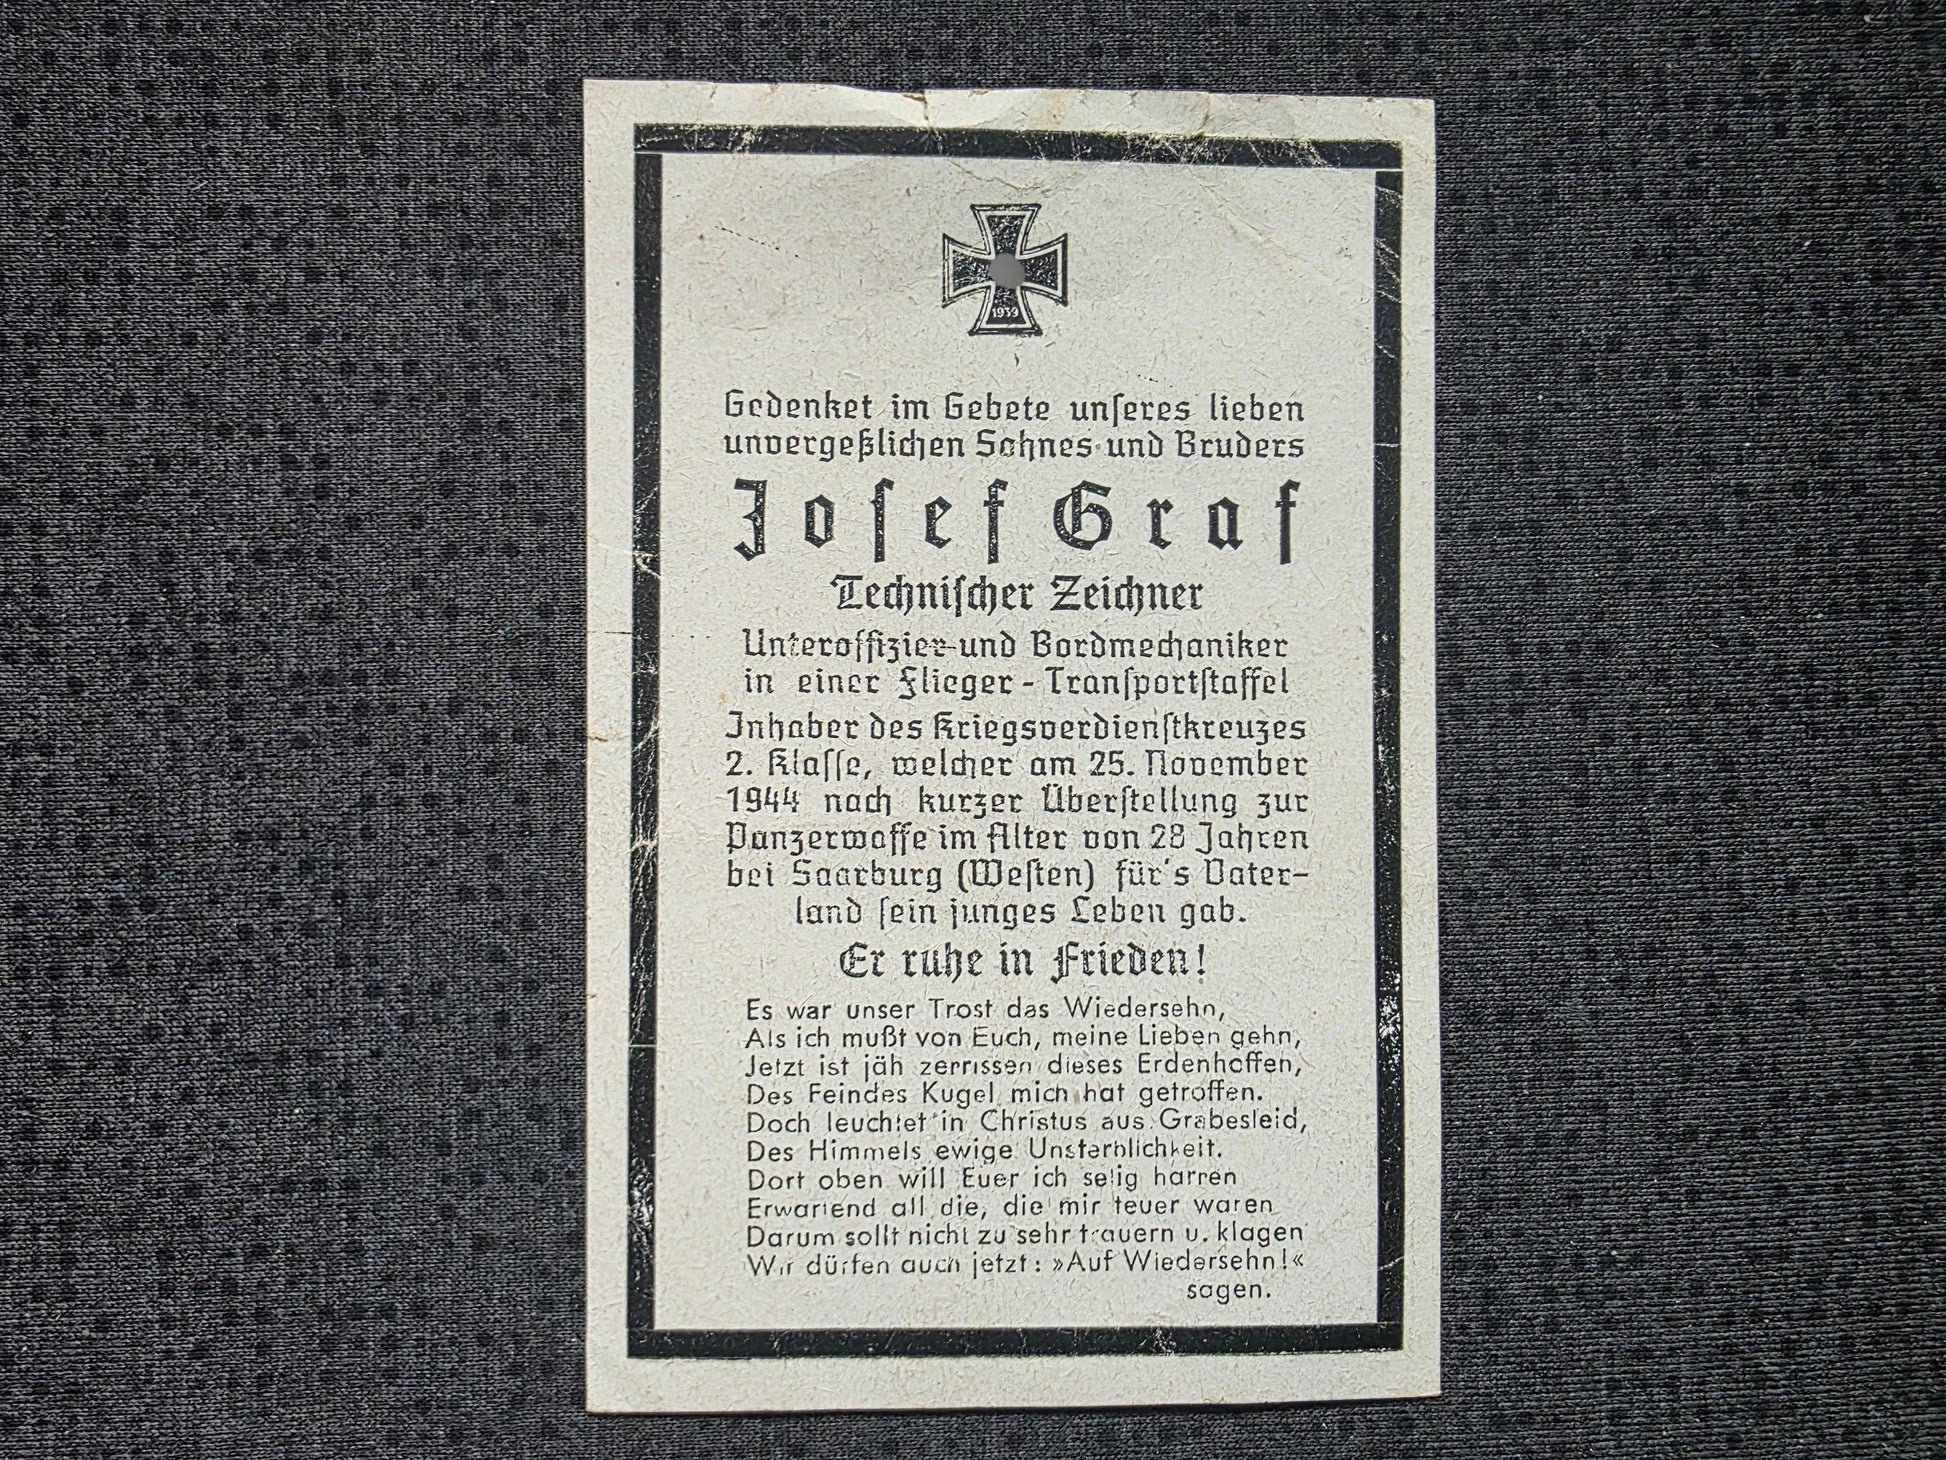 1939
Gedenket im Gebete unseres lieben
unvergeßlichen Sohnes und Bruders
Josef Graf
Technischer Zeichner
Unteroffizier und Bordmechaniker
in einer Flieger-Transportstaffel
Inhaber des Kriegsverdienstkreuzes
2. Klasse, welcher am 25. November
1944 nach kurzer Überstellung zur
Panzerwaffe im Alter von 28 Jahren
bei Saarburg (Westen) für's Vater-
land sein junges Leben gab.
Er ruhe in Frieden!
Es war unser Trost das Wiedersehn,
Als ich mußt von Euch, meine Lieben gehn,
Jetzt ist jäh zerrissen dieses Erdenhoffen,
Des Feindes Kugel mich hat getroffen.
Doch leuchtet in Christus aus Grabesleid,
Des Himmels ewige Unsterblichkeit.
Dort oben will Euer ich selig harren
Erwartend all die, die mir teuer waren
Darum sollt nicht zu sehr trauern u. klagen
Wir dürfen auch jetzt: »Auf Wiedersehn!«
sagen.